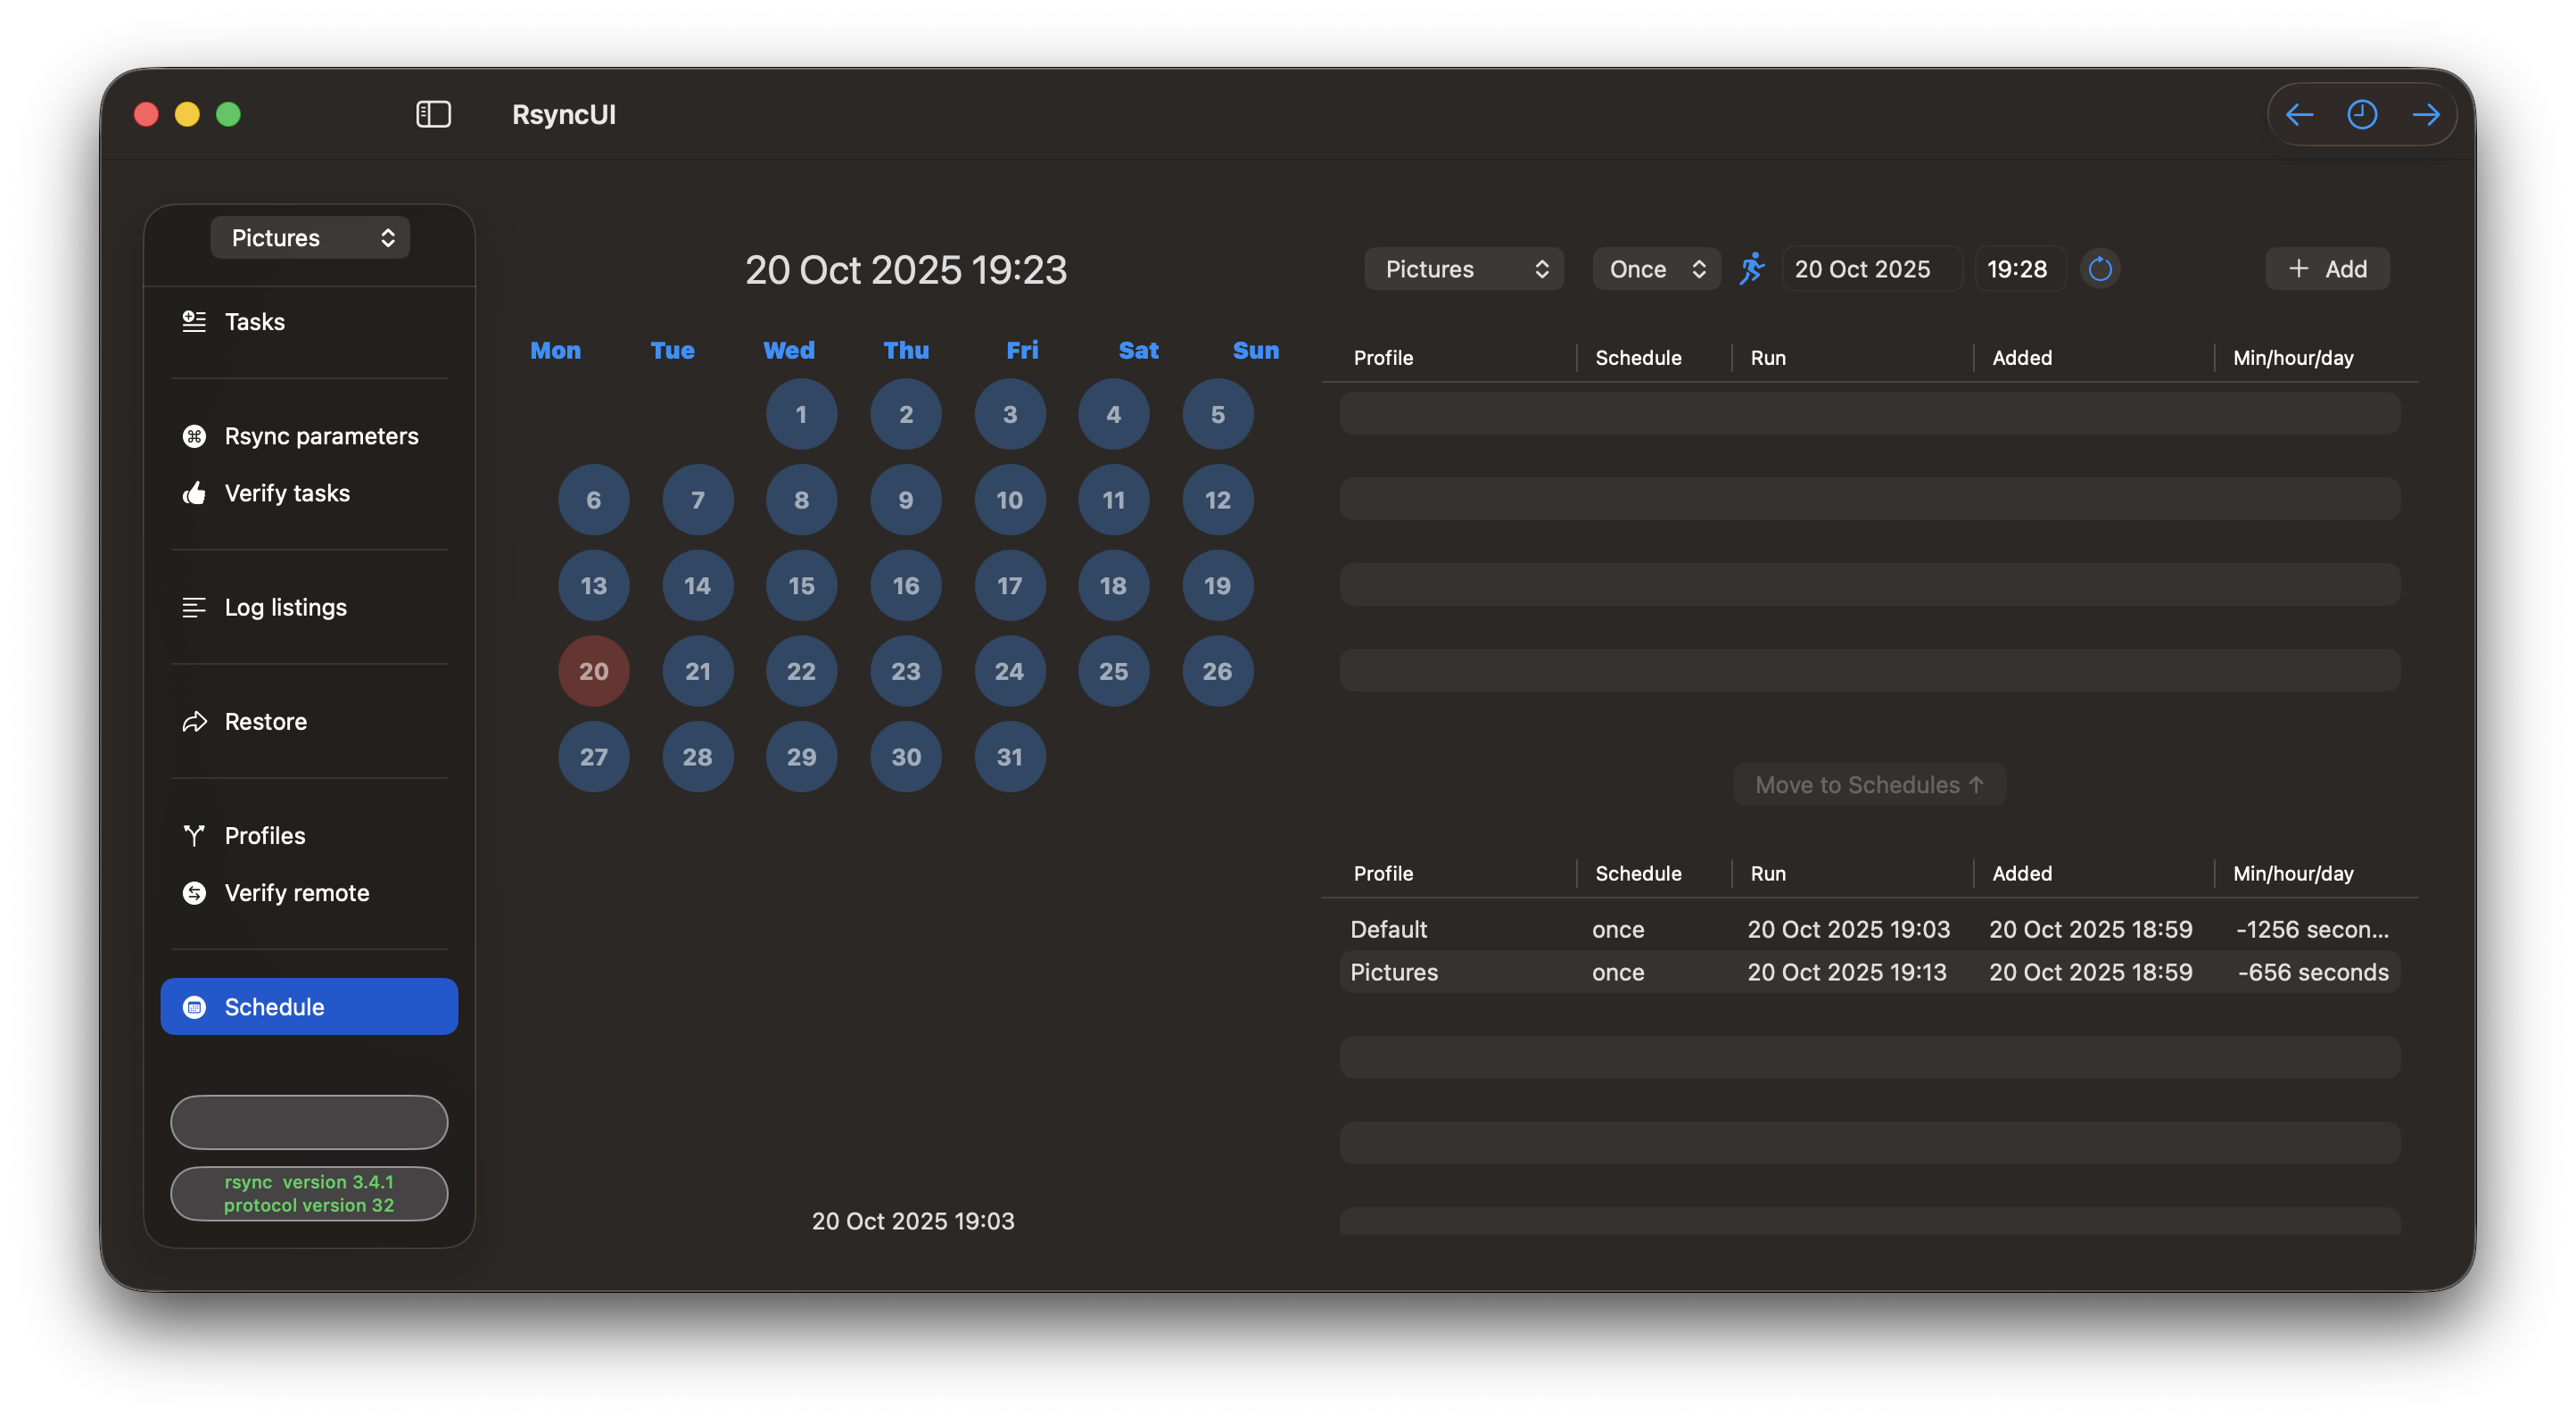 RsyncUI
Pictures
Tasks
Rsync parameters
Verify tasks
Log listings
Restore
Profiles
Verify remote
Schedule
rsync  version 3.4.1
protocol version 32
20 Oct 2025 19:23
Mon Tue Wed Thu Fri Sat Sun
1 2 3 4 5
6 7 8 9 10 11 12
13 14 15 16 17 18 19
20 21 22 23 24 25 26
27 28 29 30 31
20 Oct 2025 19:03
Pictures Once 20 Oct 2025 19:28 + Add
Profile Schedule Run Added Min/hour/day
Move to Schedules ↑
Profile Schedule Run Added Min/hour/day
Default once 20 Oct 2025 19:03 20 Oct 2025 18:59 -1256 secon...
Pictures once 20 Oct 2025 19:13 20 Oct 2025 18:59 -656 seconds